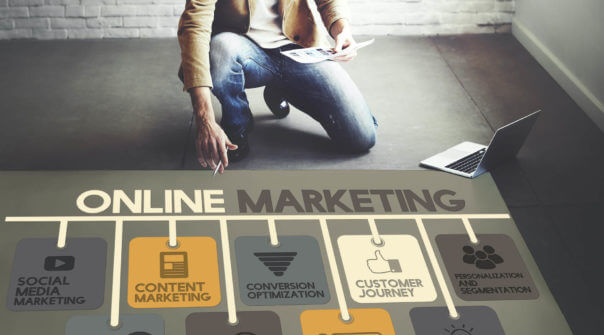 ONLINE MARKETING
SOCIAL
MEDIA
MARKETING
CONTENT
MARKETING
CONVERSION
OPTIMIZATION
CUSTOMER
JOURNEY
PERSONALIZATION
AND
SEGMENTATION